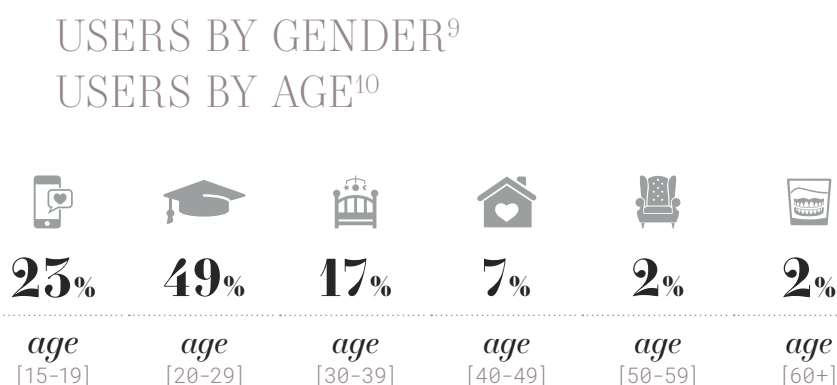 USERS BY GENDER⁹
USERS BY AGE¹⁰
23% 49% 17% 7% 2% 2%
age age age age age age
[15-19] [20-29] [30-39] [40-49] [50-59] [60+]